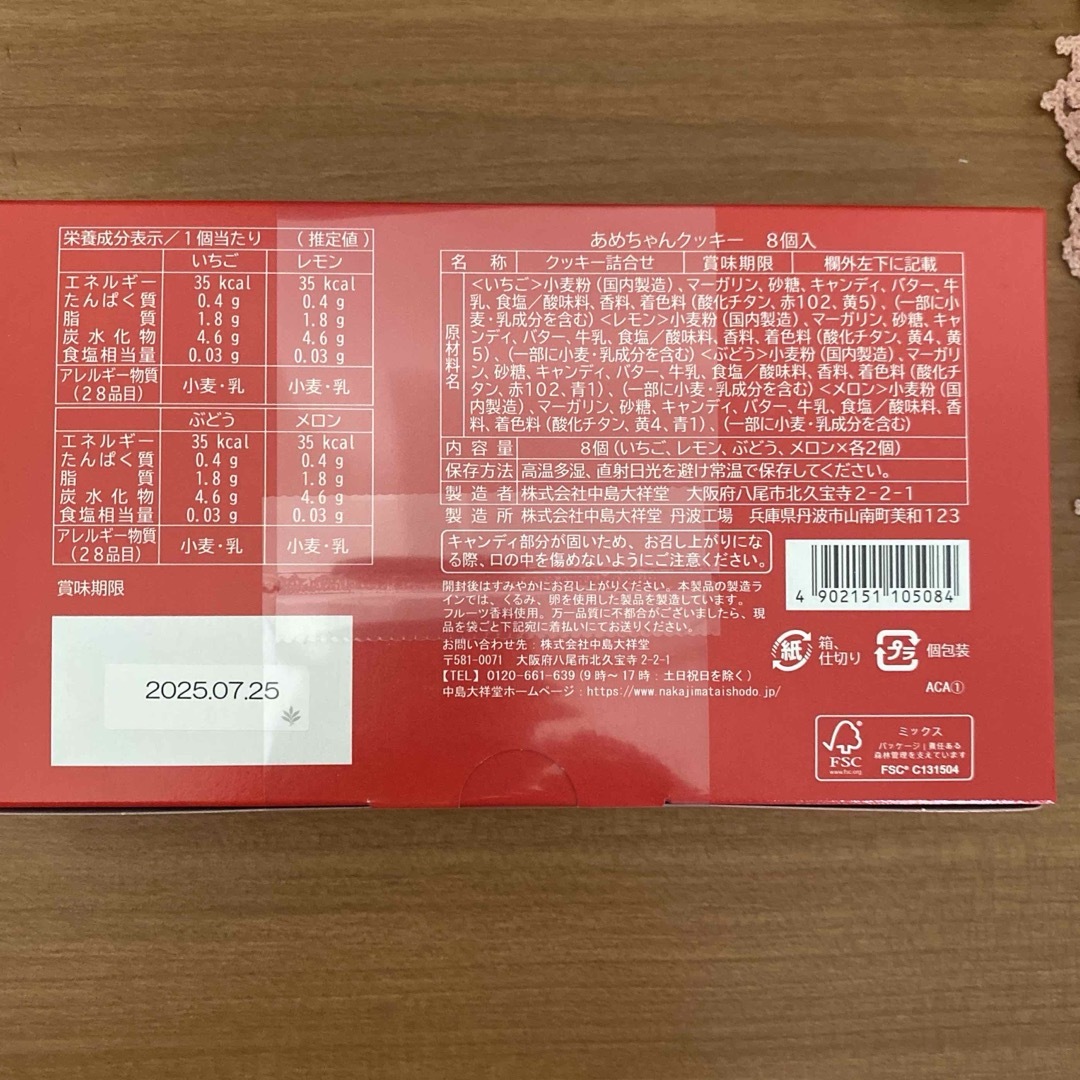 栄養成分表示／1個当たり （推定値）
いちご レモン
エネルギー 35 kcal 35 kcal
たんぱく質 0.4 g 0.4 g
脂質 1.8 g 1.8 g
炭水化物 4.6 g 4.6 g
食塩相当量 0.03 g 0.03 g
アレルギー物質
（28品目） 小麦・乳 小麦・乳
ぶどう メロン
エネルギー 35 kcal 35 kcal
たんぱく質 0.4 g 0.4 g
脂質 1.8 g 1.8 g
炭水化物 4.6 g 4.6 g
食塩相当量 0.03 g 0.03 g
アレルギー物質
（28品目） 小麦・乳 小麦・乳
賞味期限
2025.07.25
あめちゃんクッキー 8個入
名称 クッキー詰合せ 賞味期限 欄外左下に記載
原材料名
<いちご>小麦粉（国内製造）、マーガリン、砂糖、キャンディ、バター、牛
乳、食塩／酸味料、香料、着色料（酸化チタン、赤102、黄5）、（一部に小
麦・乳成分を含む）<レモン>小麦粉（国内製造）、マーガリン、砂糖、キャ
ンディ、バター、牛乳、食塩／酸味料、香料、着色料（酸化チタン、黄4、黄
5）、（一部に小麦・乳成分を含む）<ぶどう>小麦粉（国内製造）、マーガリ
ン、砂糖、キャンディ、バター、牛乳、食塩／酸味料、香料、着色料（酸化チ
タン、赤102、青1）、（一部に小麦・乳成分を含む）<メロン>小麦粉（国
内製造）、マーガリン、砂糖、キャンディ、バター、牛乳、食塩／酸味料、香
料、着色料（酸化チタン、黄4、青1）、（一部に小麦・乳成分を含む）
内容量 8個（いちご、レモン、ぶどう、メロン×各2個）
保存方法 高温多湿、直射日光を避け常温で保存してください。
製造者 株式会社中島大祥堂 大阪府八尾市北久宝寺2-2-1
製造所 株式会社中島大祥堂 丹波工場 兵庫県丹波市山南町美和123
キャンディ部分が固いため、お召し上がりにな
る際、口の中を傷めないようにご注意ください。
開封後はすみやかにお召し上がりください。本製品の製造ラ
インでは、くるみ、卵を使用した製品を製造しています。
フルーツ香料使用。万一品質に不都合がございましたら、現
品を袋ごと下記宛に着払いにてお送りください。
お問い合わせ先：株式会社中島大祥堂
〒581-0071 大阪府八尾市北久宝寺2-2-1
【TEL】0120-661-639（9時～17時：土日祝日を除く）
中島大祥堂ホームページ：https://www.nakajimataishodo.jp/
4 902151 105084
紙 箱、
仕切り
プラ 個包装
ACA①
FSC
www.fsc.org
ミックス
パッケージ｜責任ある
森林管理を支えています
FSC® C131504